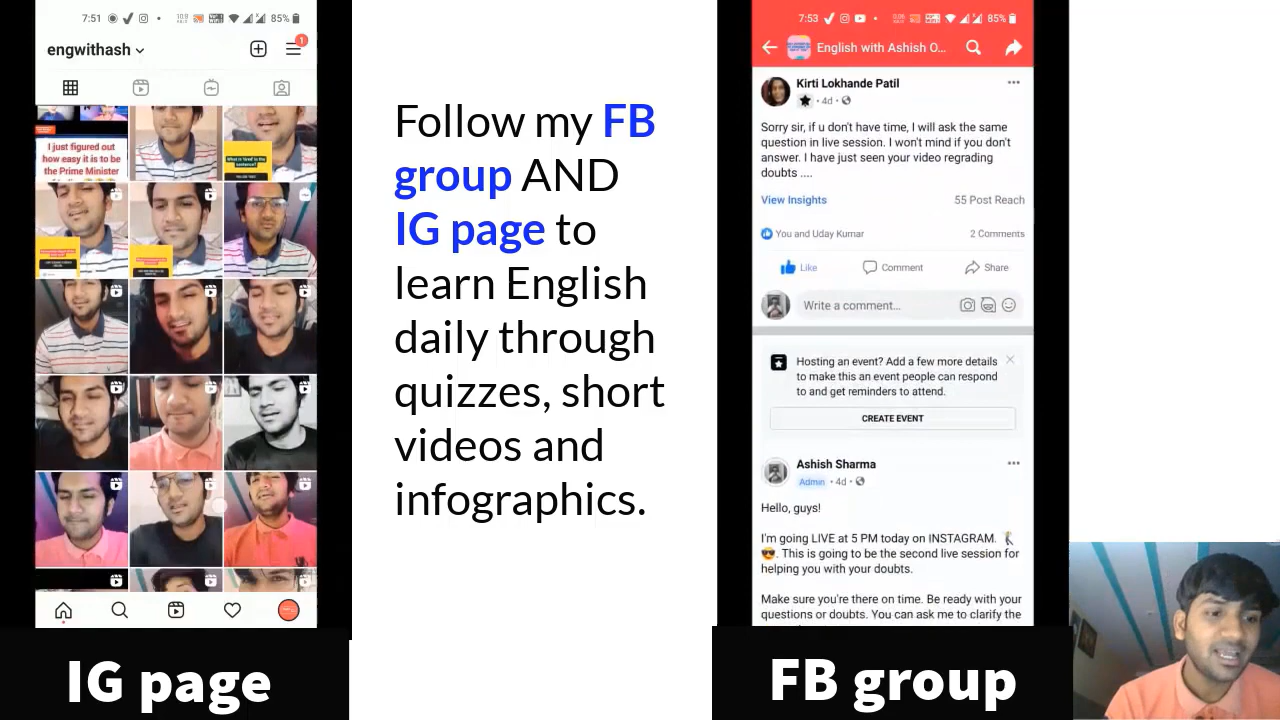 7:51
85%
engwithash
1
I just figured out
how easy it is to be
the Prime Minister
IG page
Follow my FB
group AND
IG page to
learn English
daily through
quizzes, short
videos and
infographics.
7:53
85%
English with Ashish O...
Kirti Lokhande Patil
• 4d •
Sorry sir, if u don't have time, I will ask the same
question in live session. I won't mind if you don't
answer. I have just seen your video regrading
doubts ....
View Insights
55 Post Reach
You and Uday Kumar
2 Comments
Like
Comment
Share
Write a comment...
Hosting an event? Add a few more details
to make this an event people can respond
to and get reminders to attend.
CREATE EVENT
Ashish Sharma
Admin • 4d •
Hello, guys!
I'm going LIVE at 5 PM today on INSTAGRAM.
. This is going to be the second live session for
helping you with your doubts.
Make sure you're there on time. Be ready with your
questions or doubts. You can ask me to clarify the
FB group